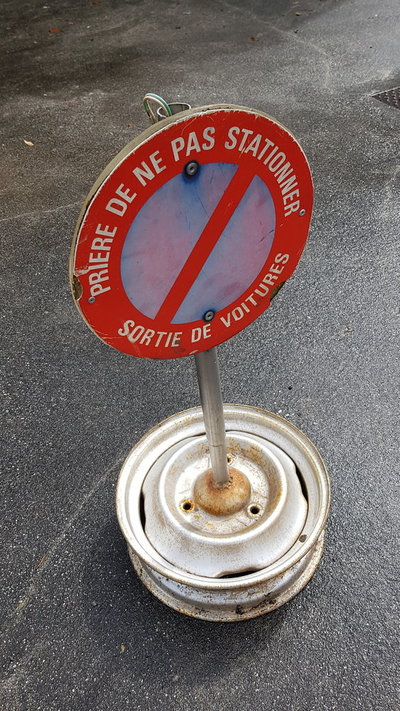 PRIERE DE NE PAS STATIONNER
SORTIE DE VOITURES